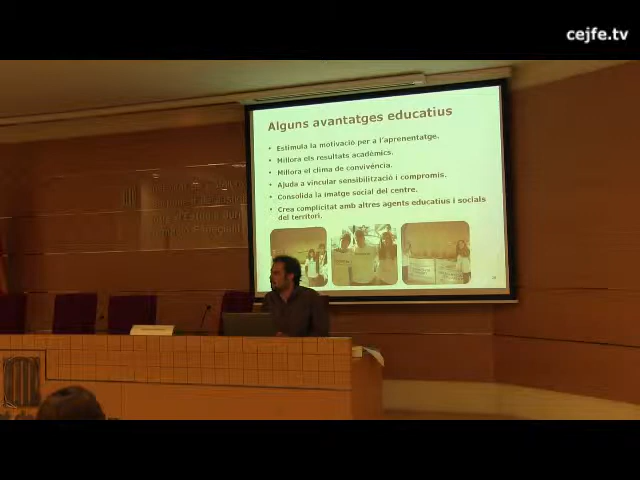 cejfe.tv
Alguns avantatges educatius
• Estimula la motivació per a l'aprenentatge.
• Millora els resultats acadèmics.
• Millora el clima de convivència.
• Ajuda a vincular sensibilització i compromís.
• Consolida la imatge social del centre.
• Crea complicitat amb altres agents educatius i socials
del territori.